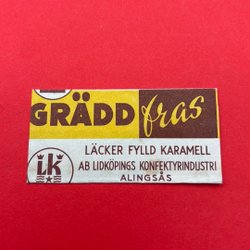 GRÄDD fras
LÄCKER FYLLD KARAMELL
AB LIDKÖPINGS KONFEKTYRINDUSTRI
ALINGSÅS
LK